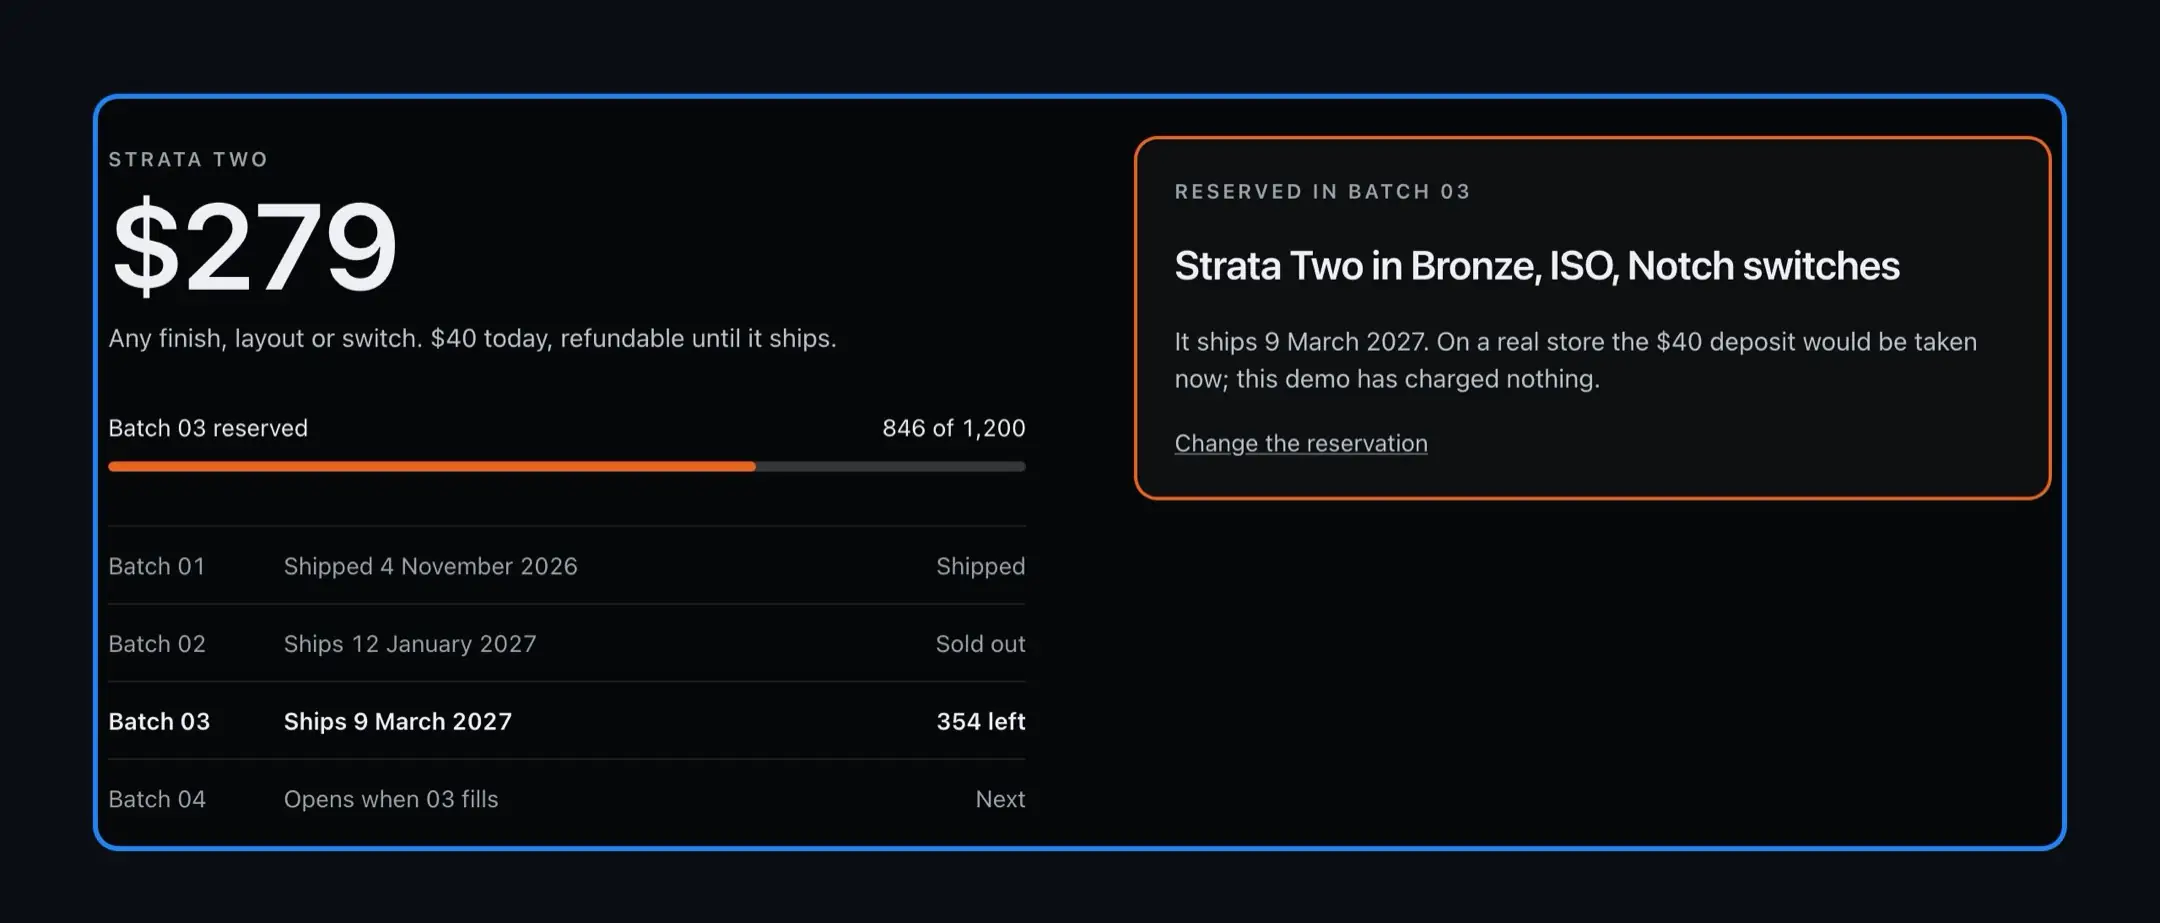 STRATA TWO
$279
Any finish, layout or switch. $40 today, refundable until it ships.
Batch 03 reserved 846 of 1,200
Batch 01 Shipped 4 November 2026 Shipped
Batch 02 Ships 12 January 2027 Sold out
Batch 03 Ships 9 March 2027 354 left
Batch 04 Opens when 03 fills Next
RESERVED IN BATCH 03
Strata Two in Bronze, ISO, Notch switches
It ships 9 March 2027. On a real store the $40 deposit would be taken
now; this demo has charged nothing.
Change the reservation